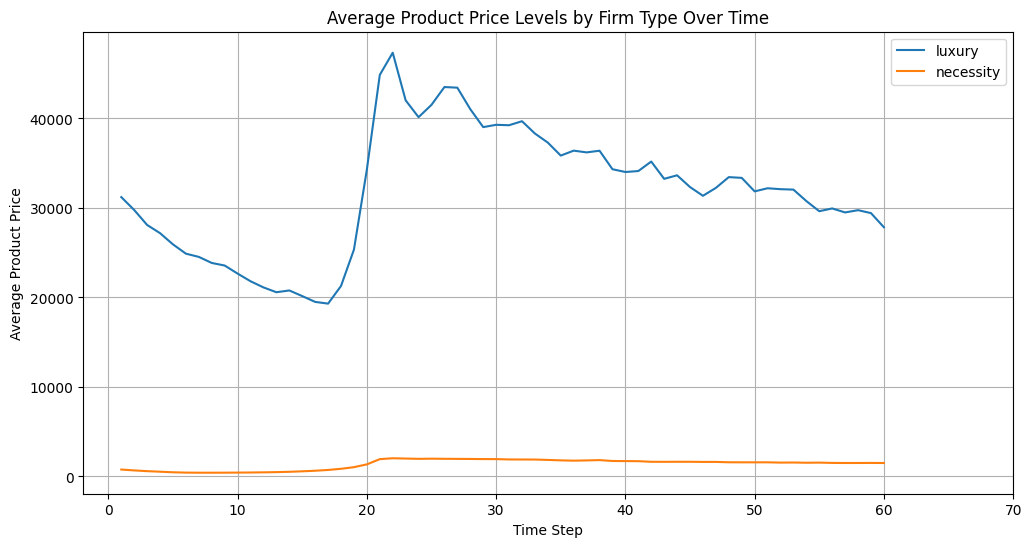 Average Product Price Levels by Firm Type Over Time
luxury
necessity
Average Product Price
40000
30000
20000
10000
0
0 10 20 30 40 50 60 70
Time Step